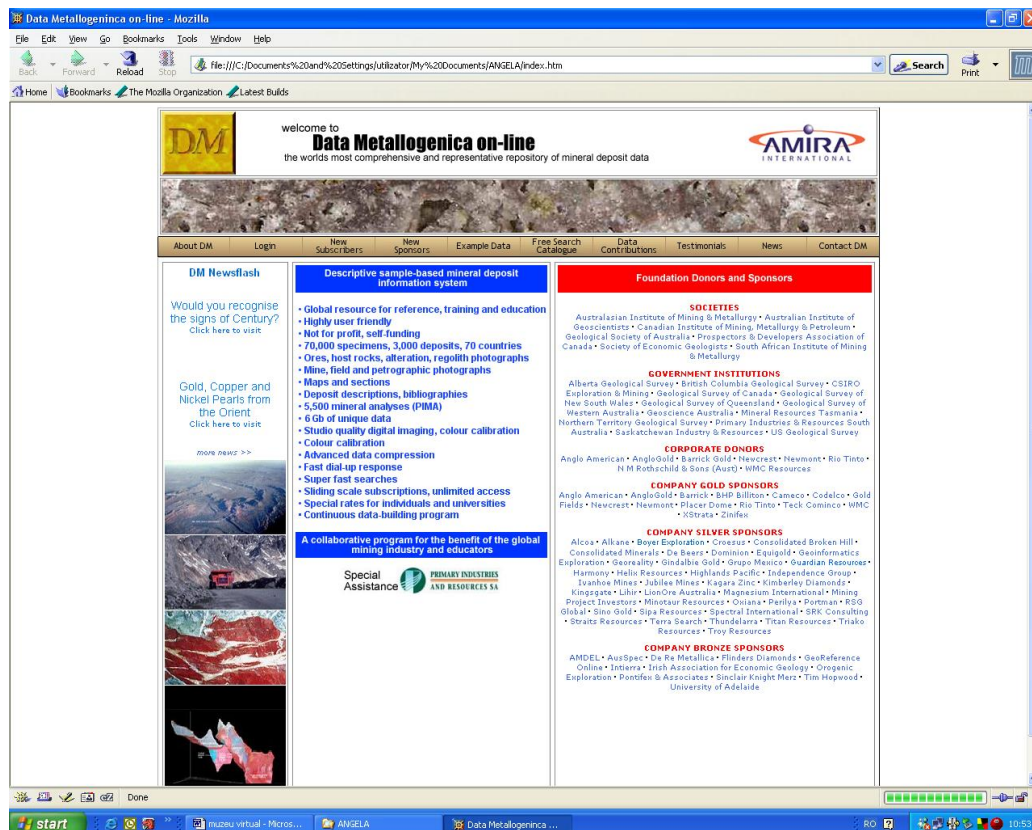 Data Metallogeninca on-line - Mozilla
File Edit View Go Bookmarks Tools Window Help
Back Forward Reload Stop file:///C:/Documents%20and%20Settings/utilizator/My%20Documents/ANGELA/index.htm Search Print
Home Bookmarks The Mozilla Organization Latest Builds
DM
welcome to
Data Metallogenica on-line
the worlds most comprehensive and representative repository of mineral deposit data
AMIRA
INTERNATIONAL
About DM Login New Subscribers New Sponsors Example Data Free Search Catalogue Data Contributions Testimonials News Contact DM
DM Newsflash
Would you recognise
the signs of Century?
Click here to visit
Gold, Copper and
Nickel Pearls from
the Orient
Click here to visit
more news >>
Descriptive sample-based mineral deposit
information system
• Global resource for reference, training and education
• Highly user friendly
• Not for profit, self-funding
• 70,000 specimens, 3,000 deposits, 70 countries
• Ores, host rocks, alteration, regolith photographs
• Mine, field and petrographic photographs
• Maps and sections
• Deposit descriptions, bibliographies
• 5,500 mineral analyses (PIMA)
• 6 Gb of unique data
• Studio quality digital imaging, colour calibration
• Colour calibration
• Advanced data compression
• Fast dial-up response
• Super fast searches
• Sliding scale subscriptions, unlimited access
• Special rates for individuals and universities
• Continuous data-building program
A collaborative program for the benefit of the global
mining industry and educators
Special
Assistance
PRIMARY INDUSTRIES
AND RESOURCES SA
Foundation Donors and Sponsors
SOCIETIES
Australasian Institute of Mining & Metallurgy • Australian Institute of
Geoscientists • Canadian Institute of Mining, Metallurgy & Petroleum •
Geological Society of Australia • Prospectors & Developers Association of
Canada • Society of Economic Geologists • South African Institute of Mining
& Metallurgy
GOVERNMENT INSTITUTIONS
Alberta Geological Survey • British Columbia Geological Survey • CSIRO
Exploration & Mining • Geological Survey of Canada • Geological Survey of
New South Wales • Geological Survey of Queensland • Geological Survey of
Western Australia • Geoscience Australia • Mineral Resources Tasmania •
Northern Territory Geological Survey • Primary Industries & Resources South
Australia • Saskatchewan Industry & Resources • US Geological Survey
CORPORATE DONORS
Anglo American • AngloGold • Barrick Gold • Newcrest • Newmont • Rio Tinto •
N M Rothschild & Sons (Aust) • WMC Resources
COMPANY GOLD SPONSORS
Anglo American • AngloGold • Barrick • BHP Billiton • Cameco • Codelco • Gold
Fields • Newcrest • Newmont • Placer Dome • Rio Tinto • Teck Cominco • WMC
• XStrata • Zinifex
COMPANY SILVER SPONSORS
Alcoa • Alkane • Boyer Exploration • Croesus • Consolidated Broken Hill •
Consolidated Minerals • De Beers • Dominion • Equigold • Geoinformatics
Exploration • Georeality • Gindalbie Gold • Grupo Mexico • Guardian Resources •
Harmony • Helix Resources • Highlands Pacific • Independence Group •
Ivanhoe Mines • Jubilee Mines • Kagara Zinc • Kimberley Diamonds •
Kingsgate • Lihir • LionOre Australia • Magnesium International • Mining
Project Investors • Minotaur Resources • Oxiana • Perilya • Portman • RSG
Global • Sino Gold • Sipa Resources • Spectral International • SRK Consulting
• Straits Resources • Terra Search • Thundelarra • Titan Resources • Triako
Resources • Troy Resources
COMPANY BRONZE SPONSORS
AMDEL • AusSpec • De Re Metallica • Flinders Diamonds • GeoReference
Online • Intierra • Irish Association for Economic Geology • Orogenic
Exploration • Pontifex & Associates • Sinclair Knight Merz • Tim Hopwood •
University of Adelaide
Done
start muzeu virtual - Micros... ANGELA Data Metallogeninca ... RO 10:53